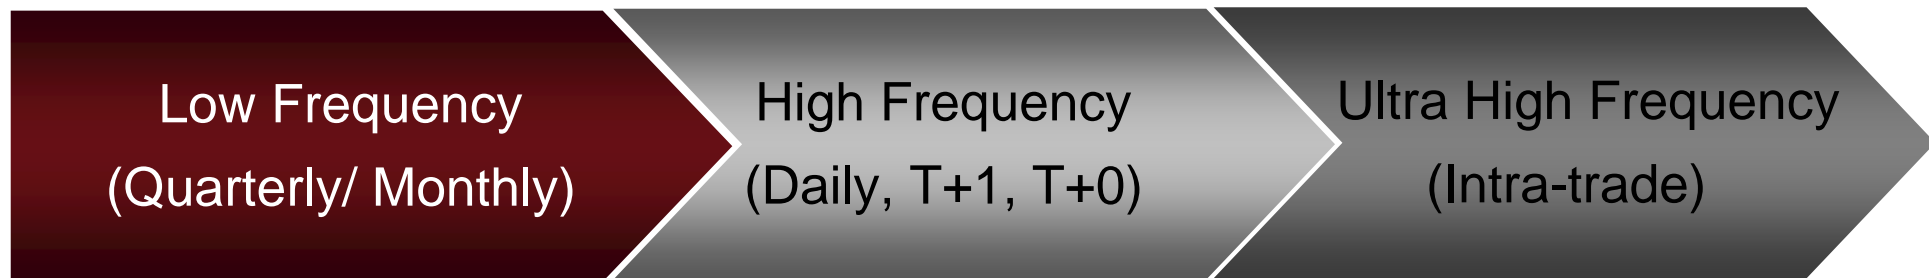 Low Frequency
(Quarterly/ Monthly)
High Frequency
(Daily, T+1, T+0)
Ultra High Frequency
(Intra-trade)